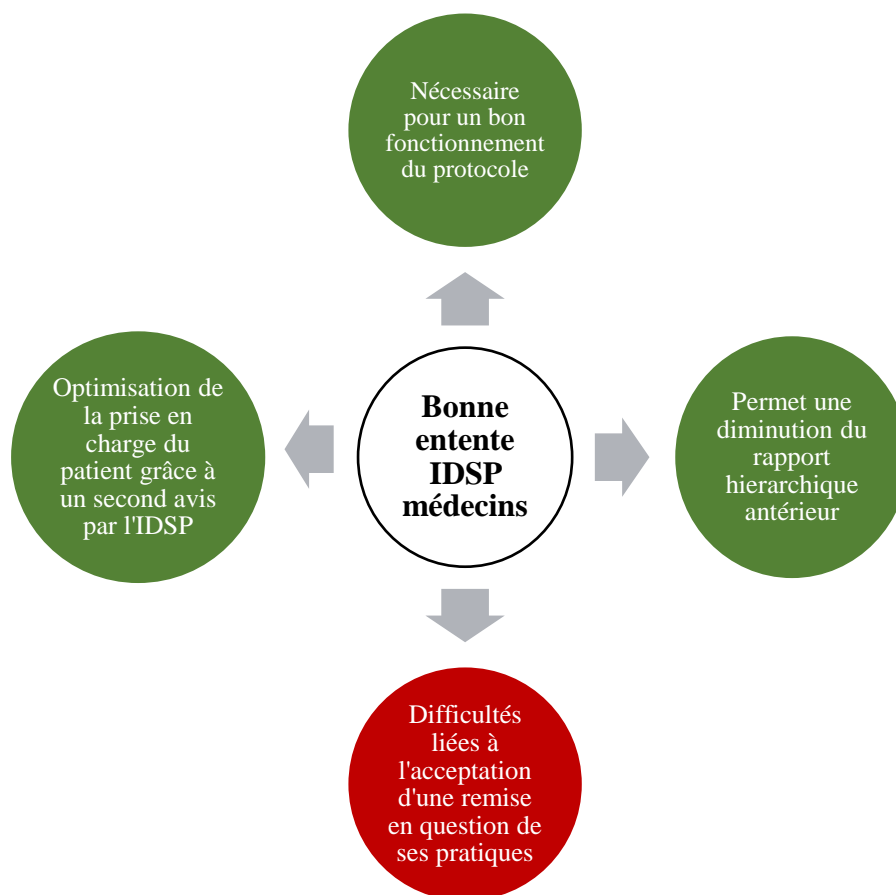 Nécessaire
pour un bon
fonctionnement
du protocole
Optimisation de
la prise en
charge du
patient grâce à
un second avis
par l'IDSP
Bonne
entente
IDSP
médecins
Permet une
diminution du
rapport
hierarchique
antérieur
Difficultés
liées à
l'acceptation
d'une remise
en question de
ses pratiques